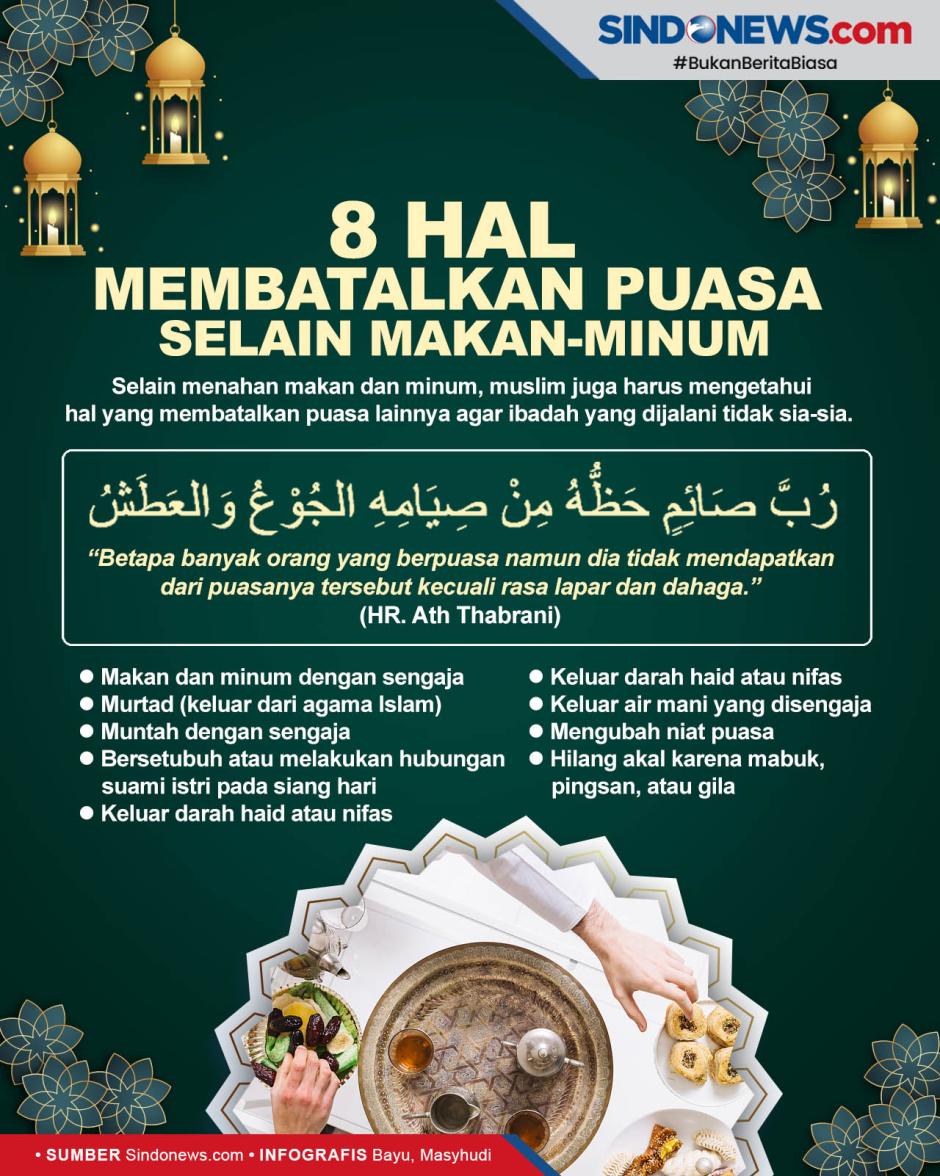 SINDONEWS.com
#BukanBeritaBiasa
8 HAL
MEMBATALKAN PUASA
SELAIN MAKAN-MINUM
Selain menahan makan dan minum, muslim juga harus mengetahui
hal yang membatalkan puasa lainnya agar ibadah yang dijalani tidak sia-sia.
رُبَّ صَائِمٍ حَظُّهُ مِنْ صِيَامِهِ الجُوْعُ وَالعَطَشُ
“Betapa banyak orang yang berpuasa namun dia tidak mendapatkan
dari puasanya tersebut kecuali rasa lapar dan dahaga.”
(HR. Ath Thabrani)
● Makan dan minum dengan sengaja
● Murtad (keluar dari agama Islam)
● Muntah dengan sengaja
● Bersetubuh atau melakukan hubungan
suami istri pada siang hari
● Keluar darah haid atau nifas
● Keluar darah haid atau nifas
● Keluar air mani yang disengaja
● Mengubah niat puasa
● Hilang akal karena mabuk,
pingsan, atau gila
• SUMBER Sindonews.com • INFOGRAFIS Bayu, Masyhudi